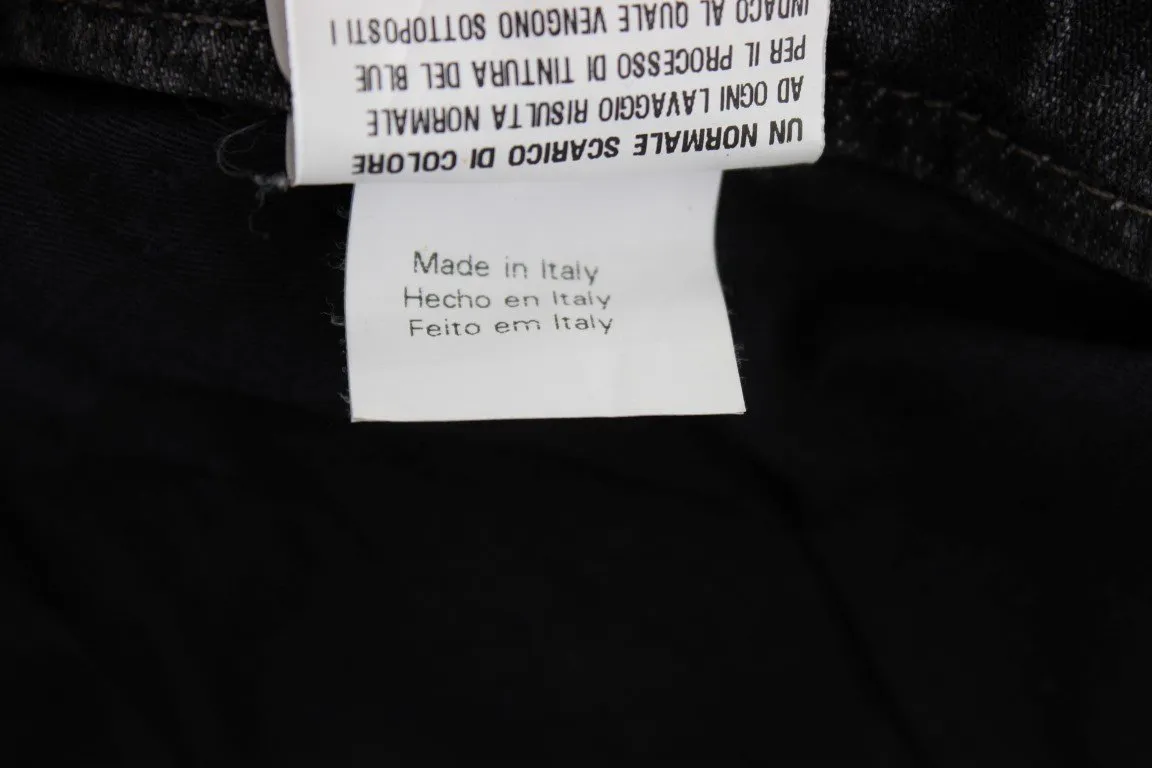 UN NORMALE SCARICO DI COLORE
AD OGNI LAVAGGIO RISULTA NORMALE
PER IL PROCESSO DI TINTURA DEL BLUE
INDACO AL QUALE VENGONO SOTTOPOSTI I
Made in Italy
Hecho en Italy
Feito em Italy